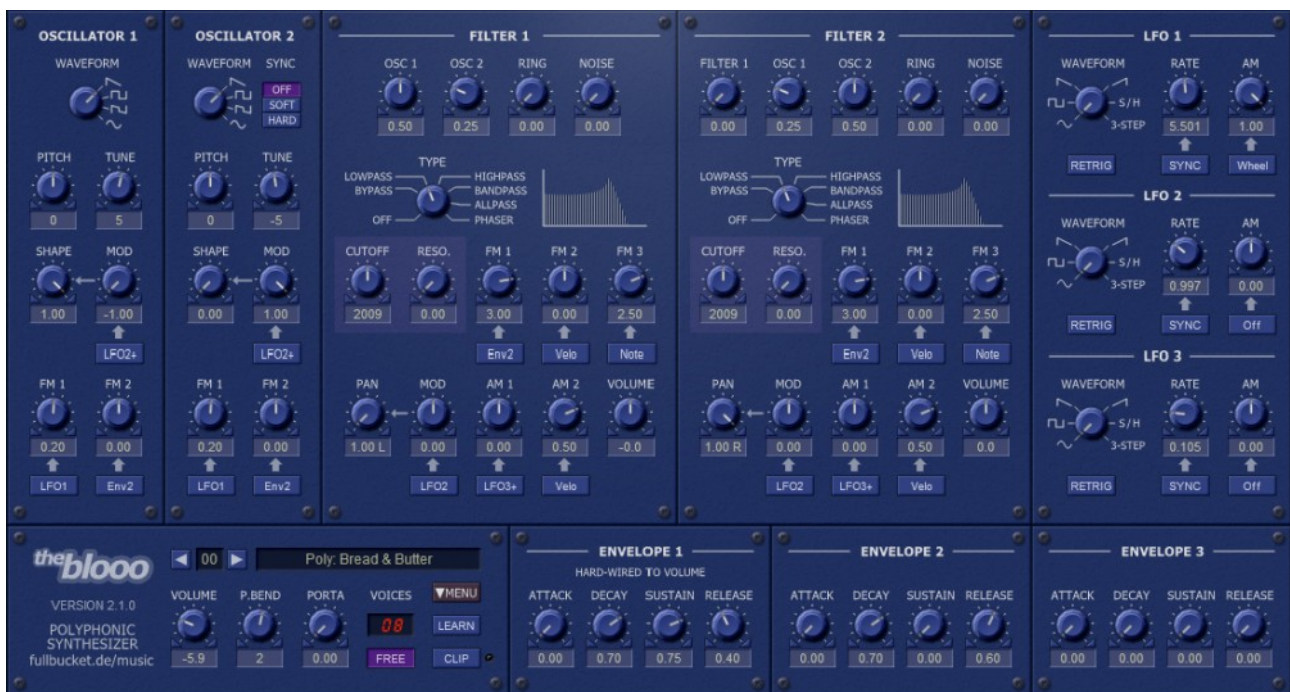 OSCILLATOR 1
WAVEFORM
PITCH TUNE
0 5
SHAPE MOD
1.00 -1.00
LFO2+
FM 1 FM 2
0.20 0.00
LFO1 Env2
OSCILLATOR 2
WAVEFORM SYNC
OFF
SOFT
HARD
PITCH TUNE
0 -5
SHAPE MOD
0.00 1.00
LFO2+
FM 1 FM 2
0.20 0.00
LFO1 Env2
FILTER 1
OSC 1 OSC 2 RING NOISE
0.50 0.25 0.00 0.00
TYPE
LOWPASS HIGHPASS
BYPASS BANDPASS
ALLPASS
OFF PHASER
CUTOFF RESO. FM 1 FM 2 FM 3
2009 0.00 3.00 0.00 2.50
Env2 Velo Note
PAN MOD AM 1 AM 2 VOLUME
1.00 L 0.00 0.00 0.50 -0.0
LFO2 LFO3+ Velo
FILTER 2
FILTER 1 OSC 1 OSC 2 RING NOISE
0.00 0.25 0.50 0.00 0.00
TYPE
LOWPASS HIGHPASS
BYPASS BANDPASS
ALLPASS
OFF PHASER
CUTOFF RESO. FM 1 FM 2 FM 3
2009 0.00 3.00 0.00 2.50
Env2 Velo Note
PAN MOD AM 1 AM 2 VOLUME
1.00 R 0.00 0.00 0.50 0.0
LFO2 LFO3+ Velo
LFO 1
WAVEFORM RATE AM
S/H
3-STEP
5.501 1.00
RETRIG SYNC Wheel
LFO 2
WAVEFORM RATE AM
S/H
3-STEP
0.997 0.00
RETRIG SYNC Off
LFO 3
WAVEFORM RATE AM
S/H
3-STEP
0.105 0.00
RETRIG SYNC Off
the blooo
VERSION 2.1.0
POLYPHONIC
SYNTHESIZER
fullbucket.de/music
00 Poly: Bread & Butter
VOLUME P.BEND PORTA VOICES ▼MENU
08 LEARN
-5.9 2 0.00 FREE CLIP
ENVELOPE 1
HARD-WIRED TO VOLUME
ATTACK DECAY SUSTAIN RELEASE
0.00 0.70 0.75 0.40
ENVELOPE 2
ATTACK DECAY SUSTAIN RELEASE
0.00 0.70 0.00 0.60
ENVELOPE 3
ATTACK DECAY SUSTAIN RELEASE
0.00 0.00 0.00 0.00